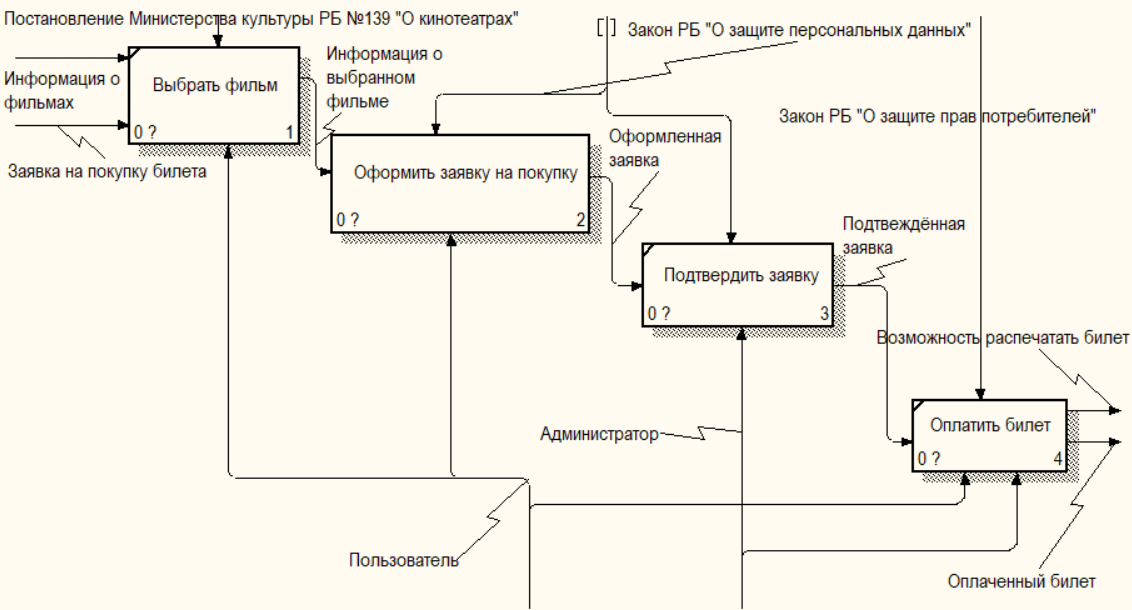 Постановление Министерства культуры РБ №139 "О кинотеатрах"
[ ] Закон РБ "О защите персональных данных"
Информация о
фильмах
Выбрать фильм
0 ?
1
Информация о
выбранном
фильме
Заявка на покупку билета
Закон РБ "О защите прав потребителей"
Оформить заявку на покупку
0 ?
2
Оформленная
заявка
Подтвердить заявку
0 ?
3
Подтвеждённая
заявка
Возможность распечатать билет
Оплатить билет
0 ?
4
Администратор
Пользователь
Оплаченный билет